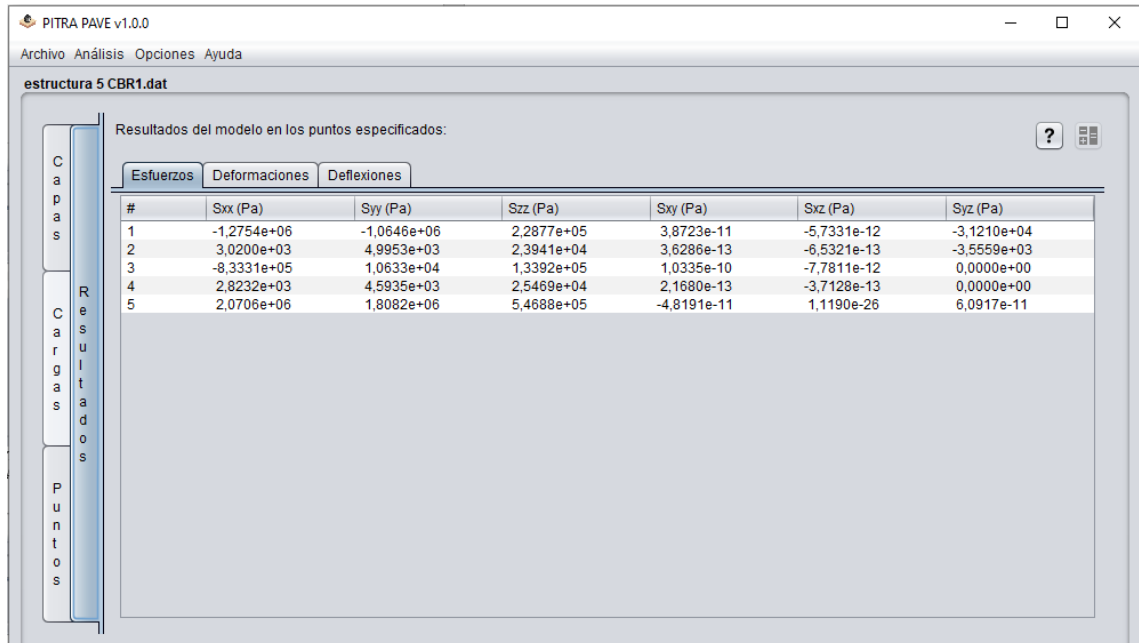 PITRA PAVE v1.0.0
Archivo Análisis Opciones Ayuda
estructura 5 CBR1.dat
Capas
Cargas
Puntos
Resultados
Resultados del modelo en los puntos especificados:
?
Esfuerzos Deformaciones Deflexiones
# Sxx (Pa) Syy (Pa) Szz (Pa) Sxy (Pa) Sxz (Pa) Syz (Pa)
1 -1,2754e+06 -1,0646e+06 2,2877e+05 3,8723e-11 -5,7331e-12 -3,1210e+04
2 3,0200e+03 4,9953e+03 2,3941e+04 3,6286e-13 -6,5321e-13 -3,5559e+03
3 -8,3331e+05 1,0633e+04 1,3392e+05 1,0335e-10 -7,7811e-12 0,0000e+00
4 2,8232e+03 4,5935e+03 2,5469e+04 2,1680e-13 -3,7128e-13 0,0000e+00
5 2,0706e+06 1,8082e+06 5,4688e+05 -4,8191e-11 1,1190e-26 6,0917e-11